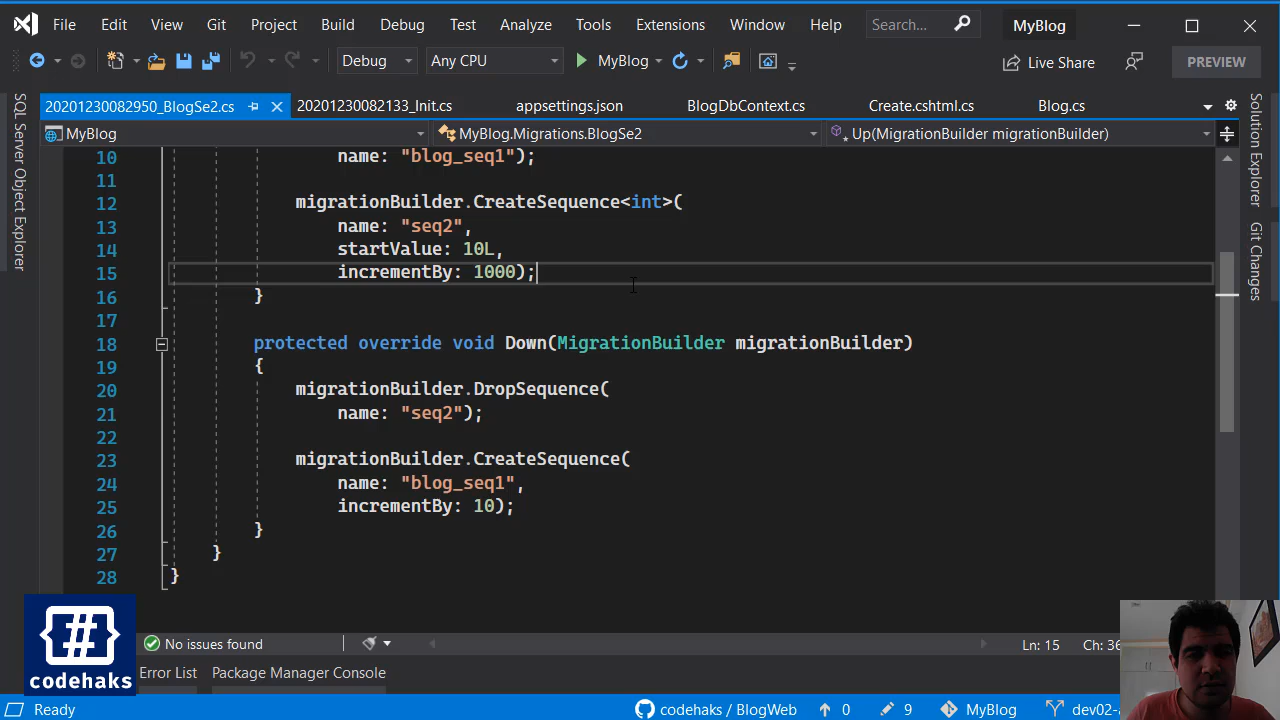 File Edit View Git Project Build Debug Test Analyze Tools Extensions Window Help Search... MyBlog
Debug Any CPU MyBlog Live Share PREVIEW
20201230082950_BlogSe2.cs 20201230082133_Init.cs appsettings.json BlogDbContext.cs Create.cshtml.cs Blog.cs
MyBlog MyBlog.Migrations.BlogSe2 Up(MigrationBuilder migrationBuilder)
SQL Server Object Explorer
10 name: "blog_seq1");
11
12 migrationBuilder.CreateSequence<int>(
13 name: "seq2",
14 startValue: 10L,
15 incrementBy: 1000);
16 }
17
18 protected override void Down(MigrationBuilder migrationBuilder)
19 {
20 migrationBuilder.DropSequence(
21 name: "seq2");
22
23 migrationBuilder.CreateSequence(
24 name: "blog_seq1",
25 incrementBy: 10);
26 }
27 }
28 }
Solution Explorer
Git Changes
No issues found Ln: 15 Ch: 36
Error List Package Manager Console
#
codehaks
Ready codehaks / BlogWeb 0 9 MyBlog